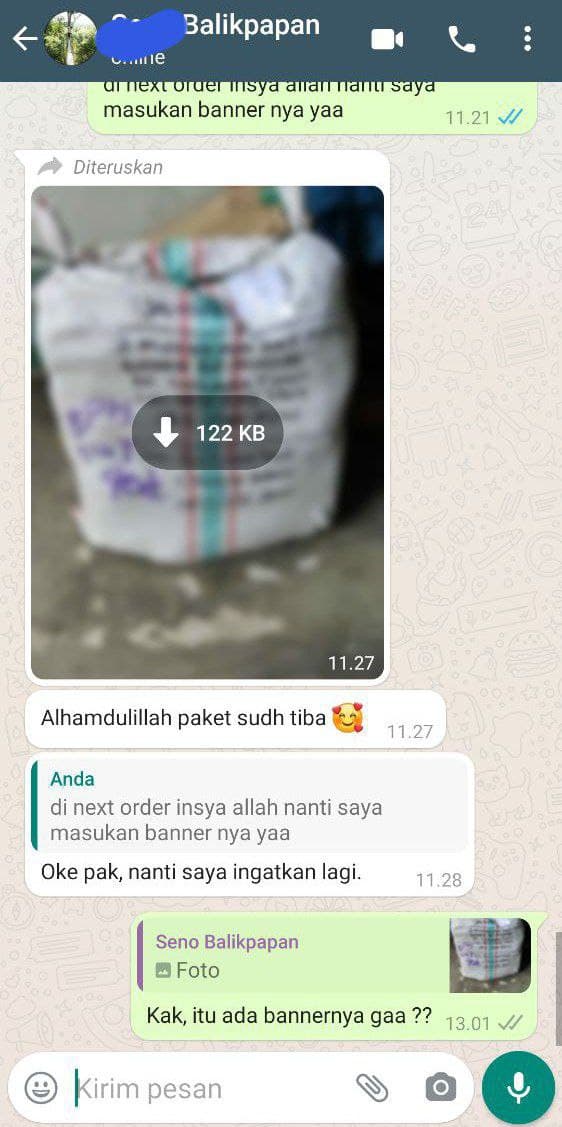 Balikpapan
online
di next order insya allah nanti saya
masukan banner nya yaa
11.21
Diteruskan
122 KB
11.27
Alhamdulillah paket sudh tiba 🥰
11.27
Anda
di next order insya allah nanti saya
masukan banner nya yaa
Oke pak, nanti saya ingatkan lagi.
11.28
Seno Balikpapan
Foto
Kak, itu ada bannernya gaa ??
13.01
Kirim pesan